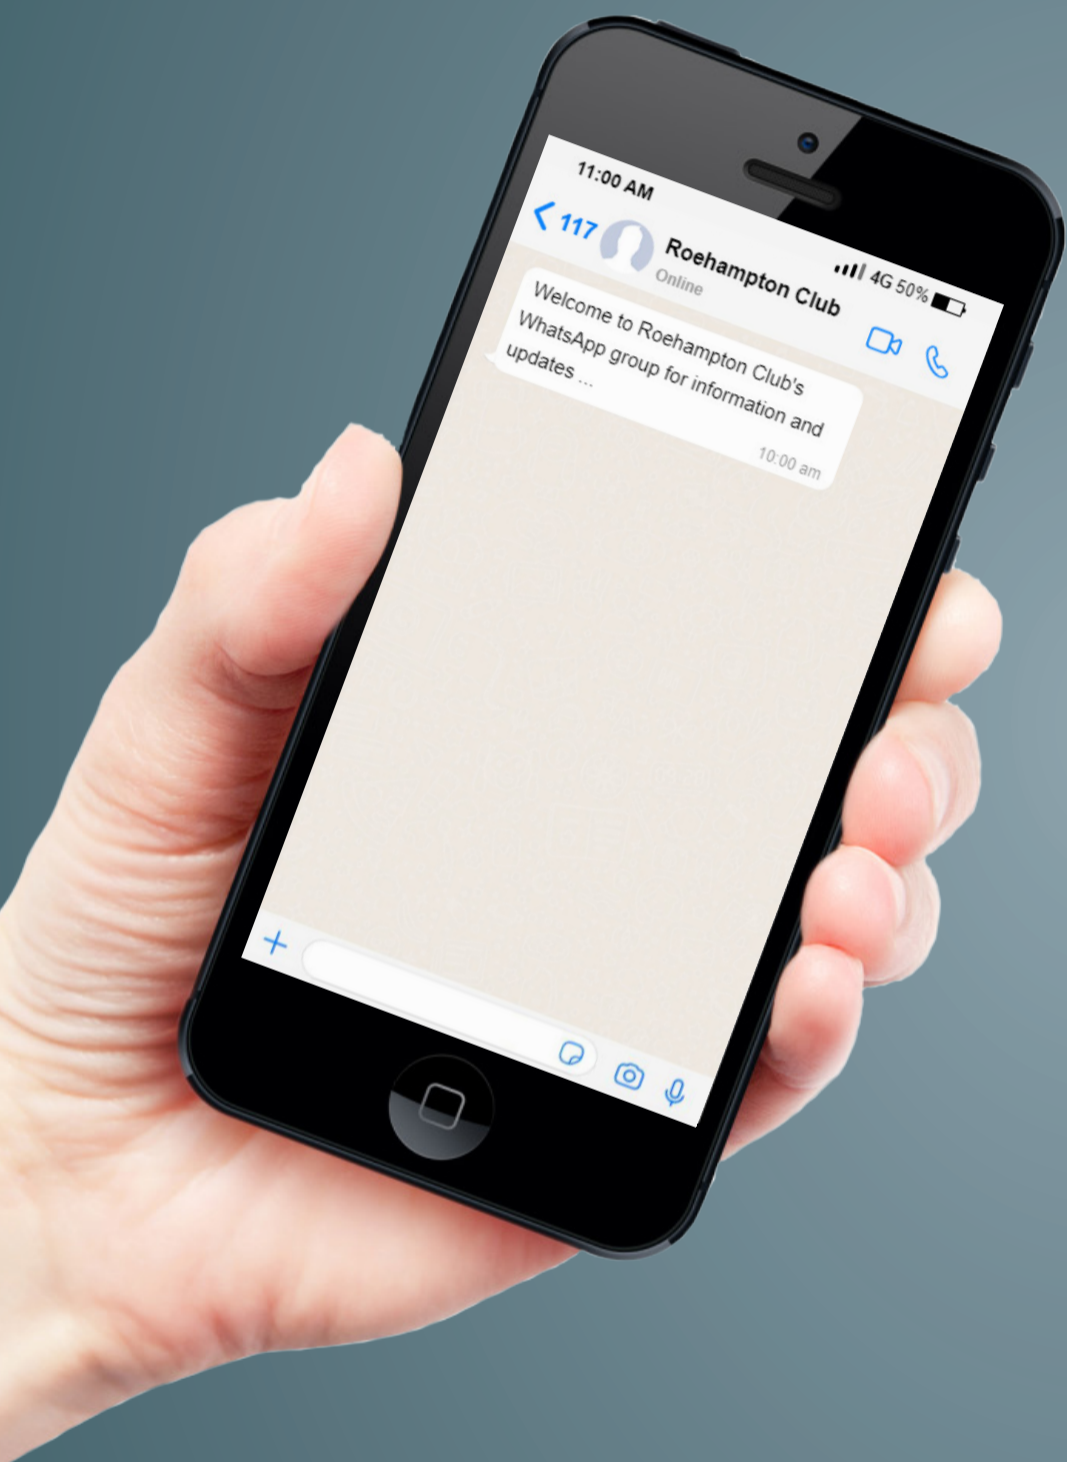 11:00 AM
4G 50%
117
Roehampton Club
Online
Welcome to Roehampton Club's
WhatsApp group for information and
updates ...
10:00 am